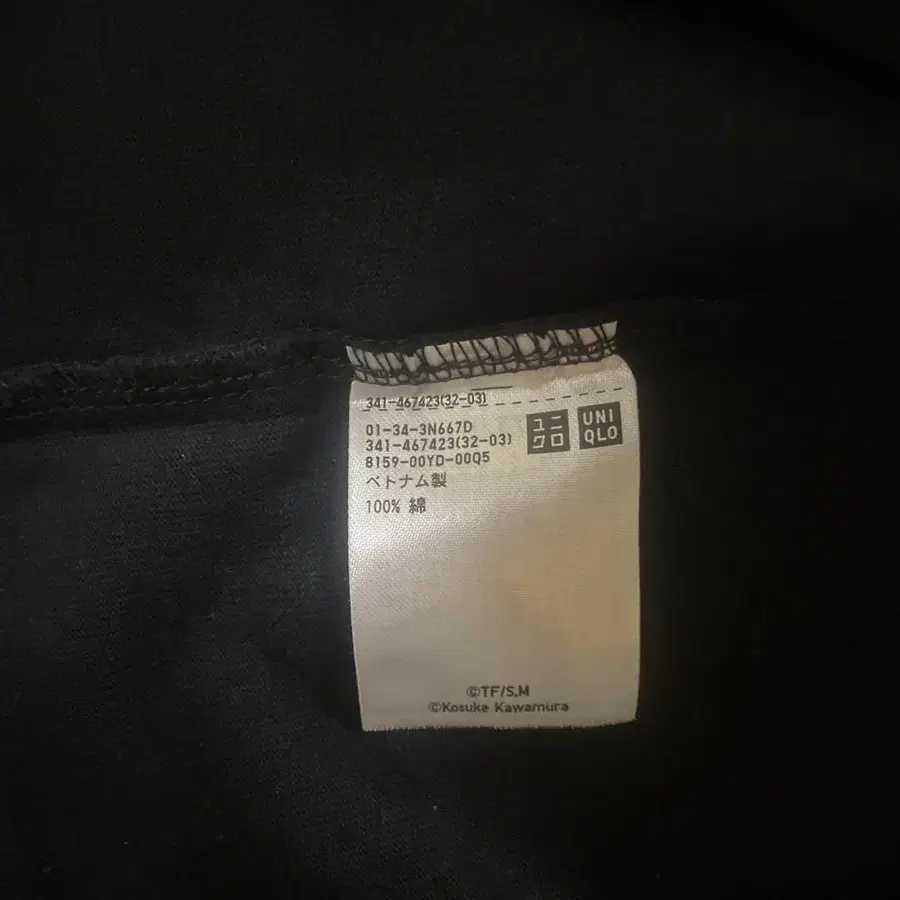 341-467423(32-03)
01-34-3N667D
341-467423(32-03)
8159-00YD-00Q5
ベトナム製
100% 綿
ユニ
クロ
UNI
QLO
©TF/S.M
©Kosuke Kawamura